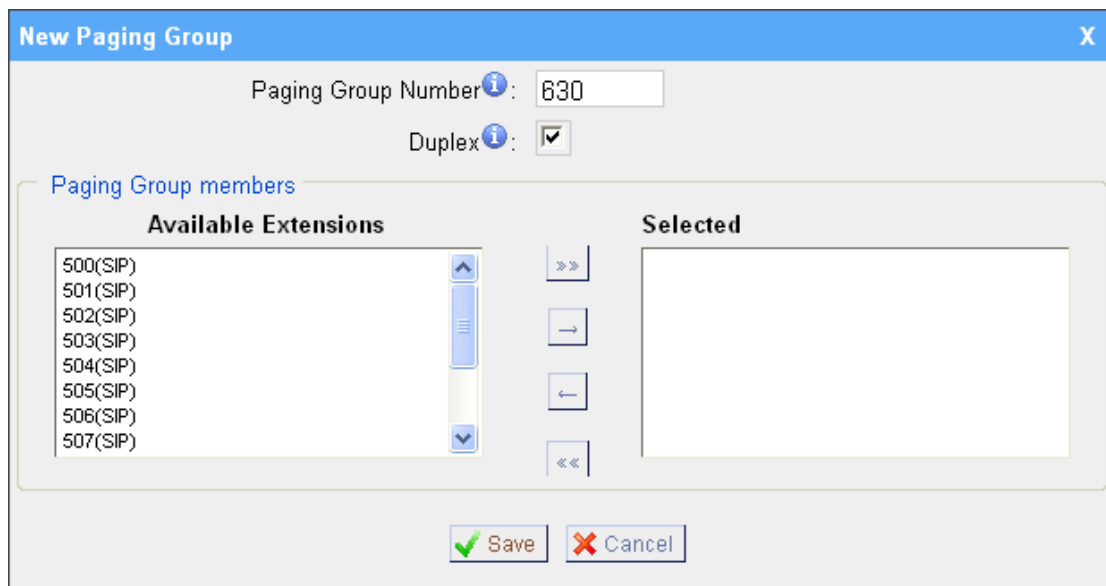 New Paging Group X
Paging Group Number i : 630
Duplex i :
Paging Group members
Available Extensions Selected
500(SIP)
501(SIP)
502(SIP)
503(SIP)
504(SIP)
505(SIP)
506(SIP)
507(SIP)
»»
→
←
««
Save Cancel